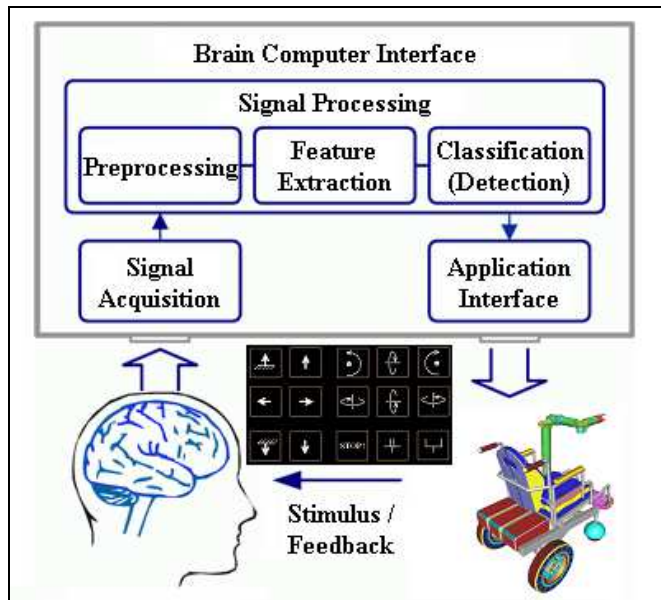 Brain Computer Interface
Signal Processing
Preprocessing
Feature
Extraction
Classification
(Detection)
Signal
Acquisition
Application
Interface
STOP!
Stimulus /
Feedback